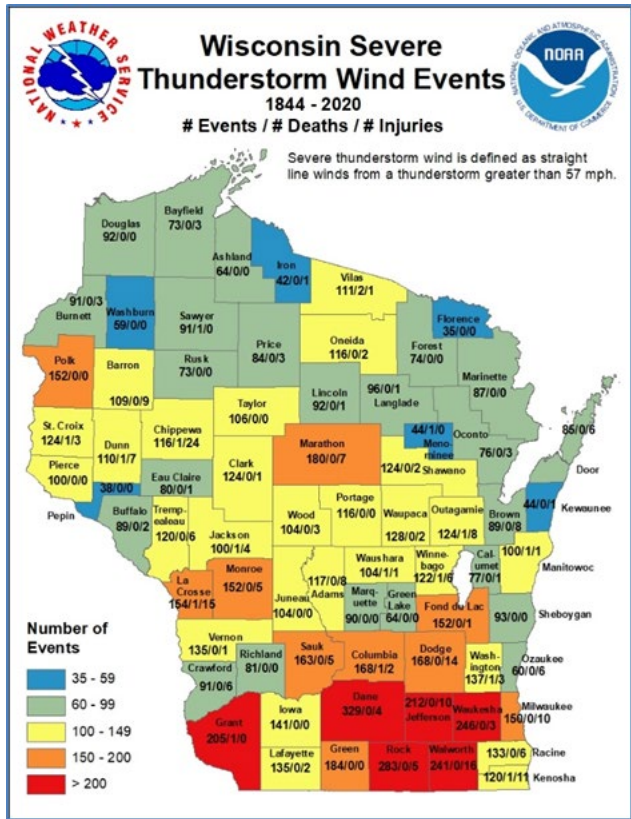 NATIONAL WEATHER SERVICE
Wisconsin Severe
Thunderstorm Wind Events
1844 - 2020
# Events / # Deaths / # Injuries
NATIONAL OCEANIC AND ATMOSPHERIC ADMINISTRATION
NOAA
U.S. DEPARTMENT OF COMMERCE
Severe thunderstorm wind is defined as straight
line winds from a thunderstorm greater than 57 mph.
Douglas
92/0/0
Bayfield
73/0/3
Ashland
64/0/0
Iron
42/0/1
Vilas
111/2/1
91/0/3
Burnett
Washburn
59/0/0
Sawyer
91/1/0
Price
84/0/3
Oneida
116/0/2
Forest
74/0/0
Florence
35/0/0
Marinette
87/0/0
Polk
152/0/0
Barron
109/0/9
Rusk
73/0/0
Lincoln
92/0/1
96/0/1
Langlade
Taylor
106/0/0
St. Croix
124/1/3
Dunn
110/1/7
Chippewa
116/1/24
Clark
124/0/1
Marathon
180/0/7
44/1/0
Meno-
minee
Oconto
76/0/3
85/0/6
Door
Pierce
100/0/0
38/0/0
Pepin
Eau Claire
80/0/1
124/0/2
Shawano
Buffalo
89/0/2
Tremp-
ealeau
120/0/6
Jackson
100/1/4
Wood
104/0/3
Portage
116/0/0
Waupaca
128/0/2
Outagamie
124/1/8
Brown
89/0/8
44/0/1
Kewaunee
La
Crosse
154/1/15
Monroe
152/0/5
Juneau
104/0/0
117/0/8
Adams
Waushara
104/1/1
Winne-
bago
122/1/6
Cal-
umet
77/0/1
100/1/1
Manitowoc
Marq-
uette
90/0/0
Green
Lake
64/0/0
Fond du Lac
152/0/1
93/0/0
Sheboygan
Vernon
135/0/1
Crawford
91/0/6
Richland
81/0/0
Sauk
163/0/5
Columbia
168/1/2
Dodge
168/0/14
Wash-
ington
137/1/3
Ozaukee
60/0/6
Grant
205/1/0
Iowa
141/0/0
Dane
329/0/4
212/0/10
Jefferson
Waukesha
246/0/3
Milwaukee
150/0/10
Lafayette
135/0/2
Green
184/0/0
Rock
283/0/5
Walworth
241/0/16
133/0/6
Racine
120/1/11
Kenosha
Number of
Events
35 - 59
60 - 99
100 - 149
150 - 200
> 200